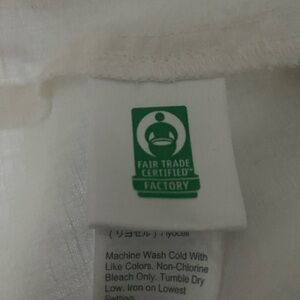 FAIR TRADE
CERTIFIED™
FACTORY
(リヨセル) / lyocell
Machine Wash Cold With
Like Colors. Non-Chlorine
Bleach Only. Tumble Dry
Low. Iron on Lowest
Setting